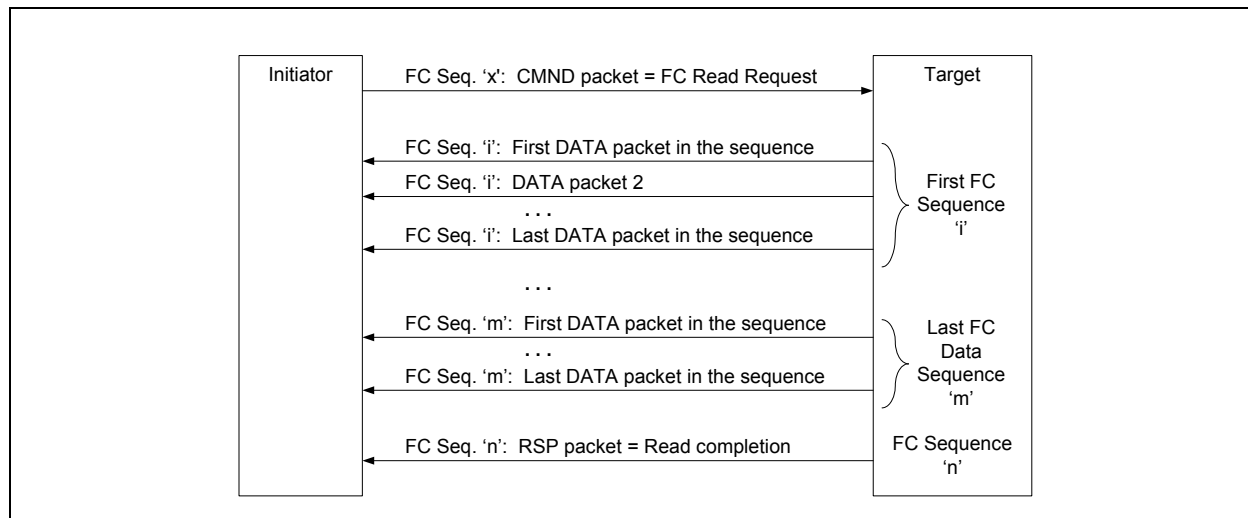 Initiator
Target
FC Seq. ‘x’: CMND packet = FC Read Request
FC Seq. ‘i’: First DATA packet in the sequence
FC Seq. ‘i’: DATA packet 2
. . .
FC Seq. ‘i’: Last DATA packet in the sequence
First FC
Sequence
‘i’
. . .
FC Seq. ‘m’: First DATA packet in the sequence
. . .
FC Seq. ‘m’: Last DATA packet in the sequence
Last FC
Data
Sequence
‘m’
FC Seq. ‘n’: RSP packet = Read completion
FC Sequence
‘n’